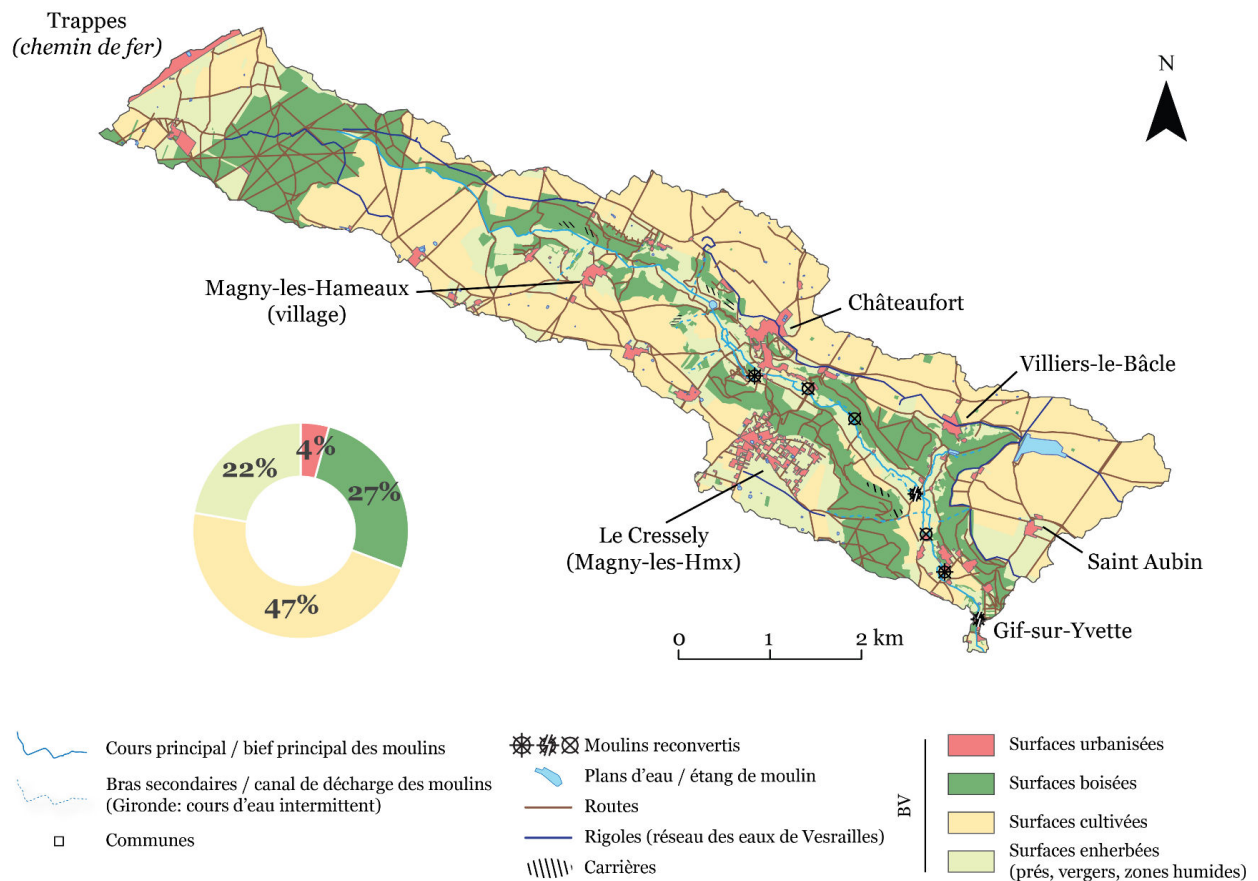 Trappes
(chemin de fer)
N
Magny-les-Hameaux
(village)
Châteaufort
Villiers-le-Bâcle
4%
22%
27%
47%
Le Cressely
(Magny-les-Hmx)
Saint Aubin
Gif-sur-Yvette
0 1 2 km
Cours principal / bief principal des moulins
Bras secondaires / canal de décharge des moulins
(Gironde: cours d'eau intermittent)
Communes
Moulins reconvertis
Plans d'eau / étang de moulin
Routes
Rigoles (réseau des eaux de Vesrailles)
Carrières
BV
Surfaces urbanisées
Surfaces boisées
Surfaces cultivées
Surfaces enherbées
(prés, vergers, zones humides)